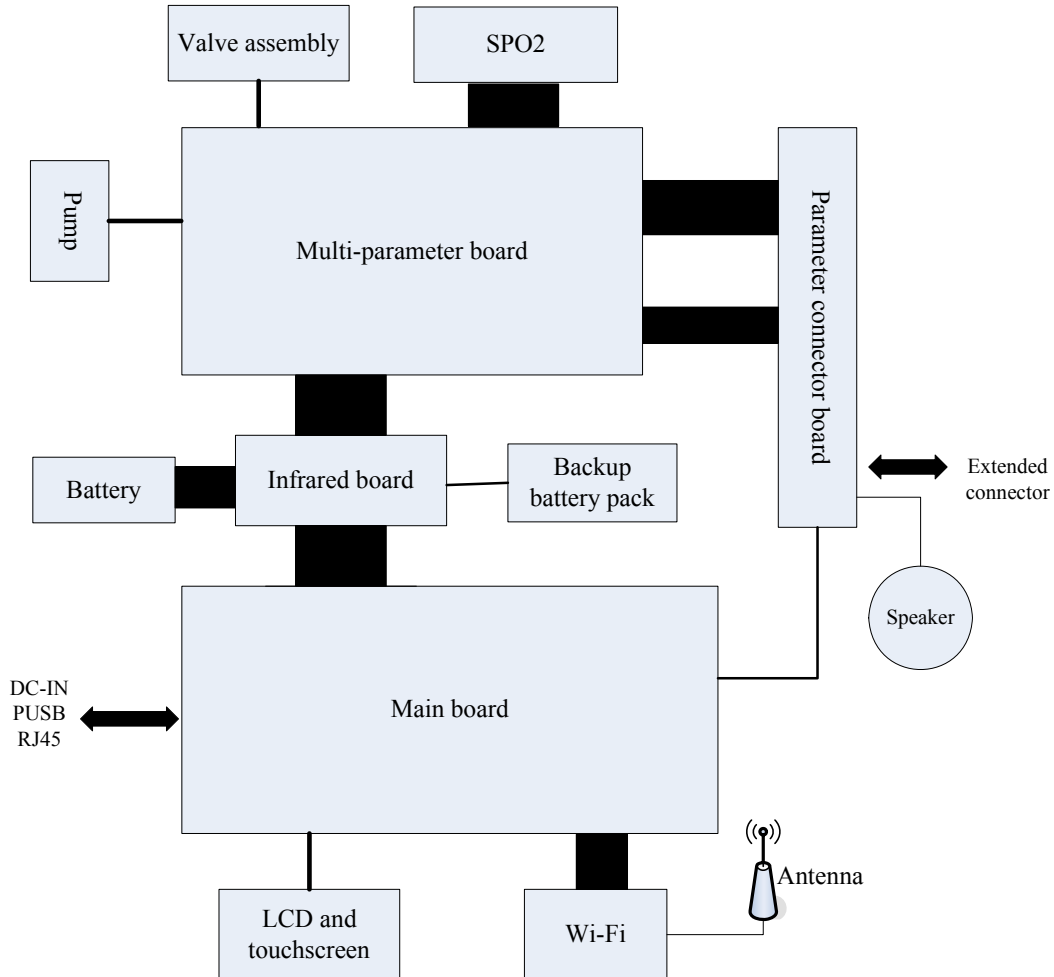 Valve assembly
SPO2
Pump
Multi-parameter board
Parameter connector board
Battery
Infrared board
Backup
battery pack
Extended
connector
Speaker
DC-IN
PUSB
RJ45
Main board
LCD and
touchscreen
Wi-Fi
Antenna